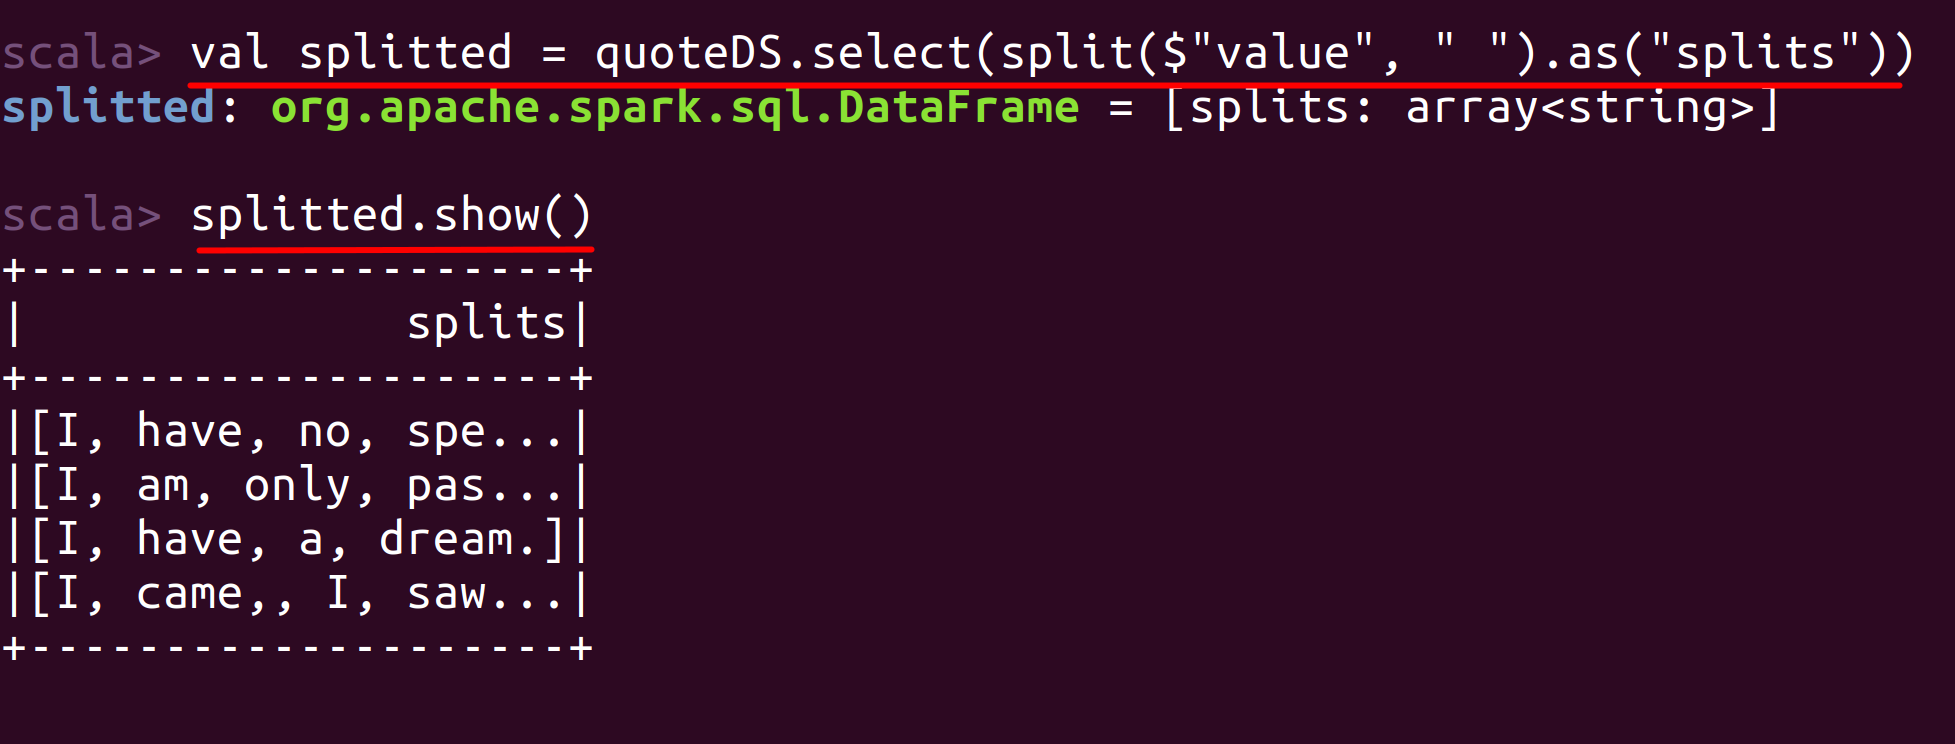 scala> val splitted = quoteDS.select(split($"value", " ").as("splits"))
splitted: org.apache.spark.sql.DataFrame = [splits: array<string>]
scala> splitted.show()
+--------------------+
|              splits|
+--------------------+
|[I, have, no, spe...|
|[I, am, only, pas...|
|[I, have, a, dream.]|
|[I, came,, I, saw...|
+--------------------+